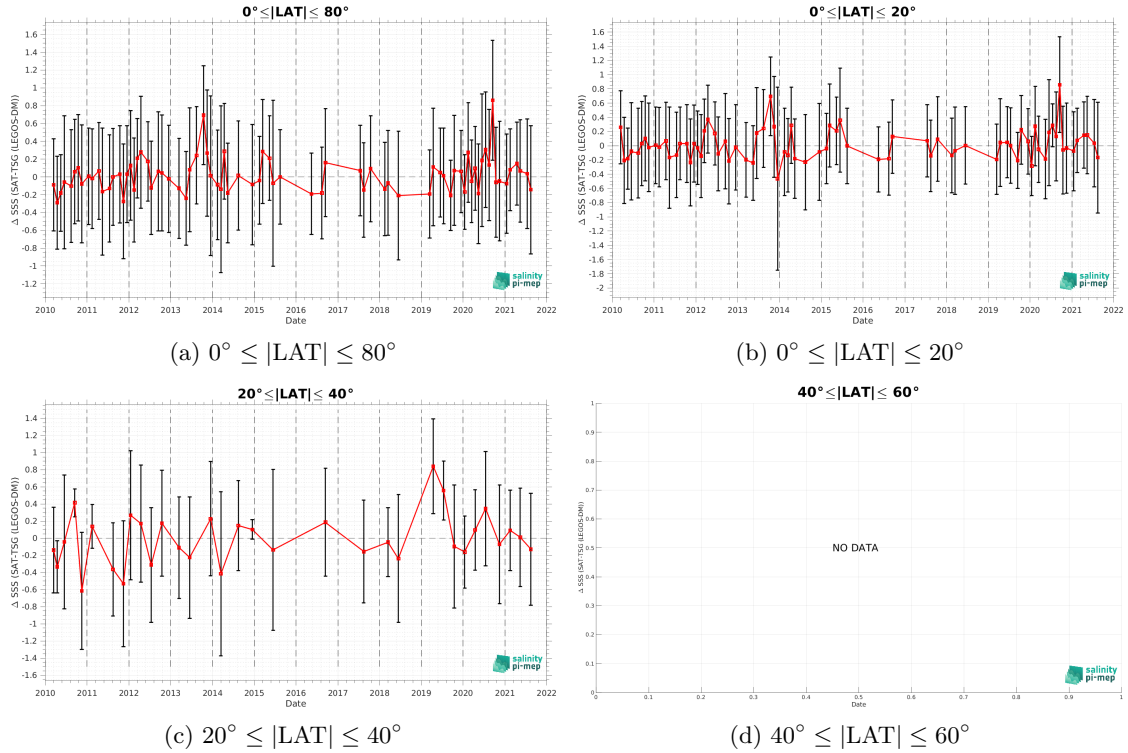 0°≤|LAT|≤ 80°
Δ SSS (SAT-TSG (LEGOS-DM))
1.6
1.4
1.2
1
0.8
0.6
0.4
0.2
0
-0.2
-0.4
-0.6
-0.8
-1
-1.2
2010 2011 2012 2013 2014 2015 2016 2017 2018 2019 2020 2021 2022
Date
salinity
pi-mep
(a) 0° ≤ |LAT| ≤ 80°
0°≤|LAT|≤ 20°
Δ SSS (SAT-TSG (LEGOS-DM))
1.6
1.4
1.2
1
0.8
0.6
0.4
0.2
0
-0.2
-0.4
-0.6
-0.8
-1
-1.2
-1.4
-1.6
-1.8
-2
2010 2011 2012 2013 2014 2015 2016 2017 2018 2019 2020 2021 2022
Date
salinity
pi-mep
(b) 0° ≤ |LAT| ≤ 20°
20°≤|LAT|≤ 40°
Δ SSS (SAT-TSG (LEGOS-DM))
1.4
1.2
1
0.8
0.6
0.4
0.2
0
-0.2
-0.4
-0.6
-0.8
-1
-1.2
-1.4
-1.6
2010 2011 2012 2013 2014 2015 2016 2017 2018 2019 2020 2021 2022
Date
salinity
pi-mep
(c) 20° ≤ |LAT| ≤ 40°
40°≤|LAT|≤ 60°
Δ SSS (SAT-TSG (LEGOS-DM))
1
0.9
0.8
0.7
0.6
0.5
0.4
0.3
0.2
0.1
0
NO DATA
0 0.1 0.2 0.3 0.4 0.5 0.6 0.7 0.8 0.9 1
Date
salinity
pi-mep
(d) 40° ≤ |LAT| ≤ 60°